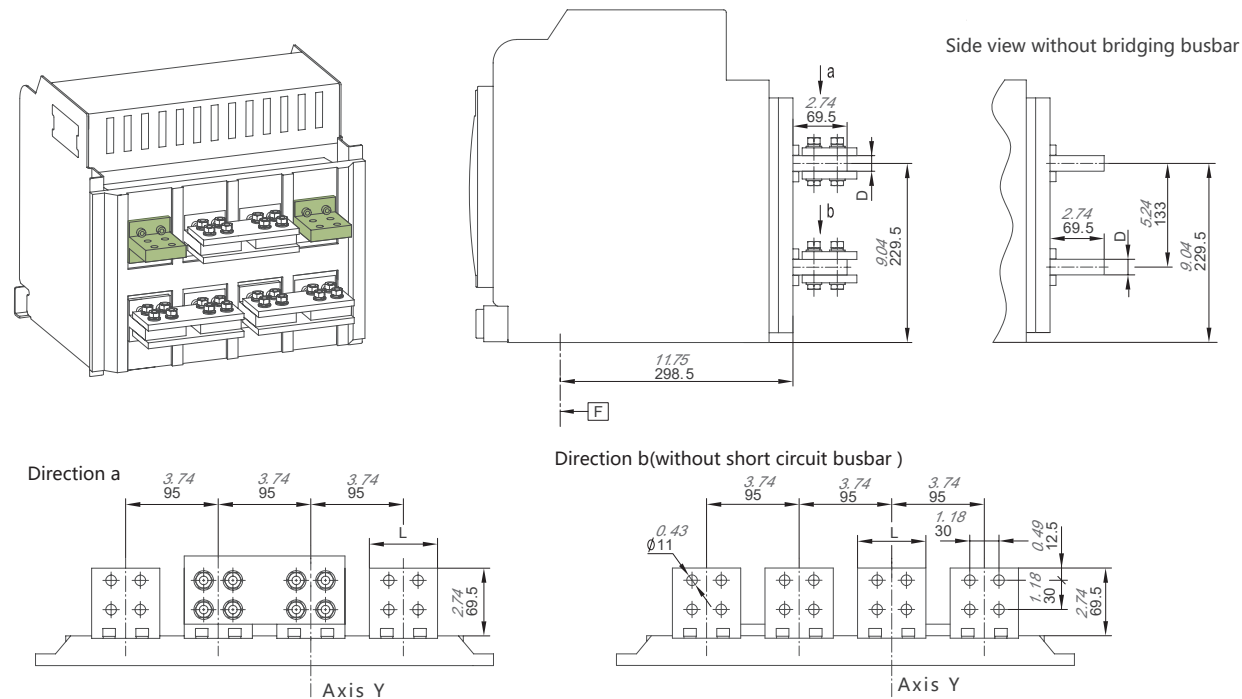 Side view without bridging busbar
a
2.74
69.5
D
b
9.04
229.5
11.75
298.5
F
2.74
69.5
D
5.24
133
9.04
229.5
Direction a
3.74
95
3.74
95
3.74
95
L
2.74
69.5
Axis Y
Direction b(without short circuit busbar )
3.74
95
3.74
95
3.74
95
0.43
ϕ11
L
1.18
30
0.49
12.5
1.18
30
2.74
69.5
Axis Y